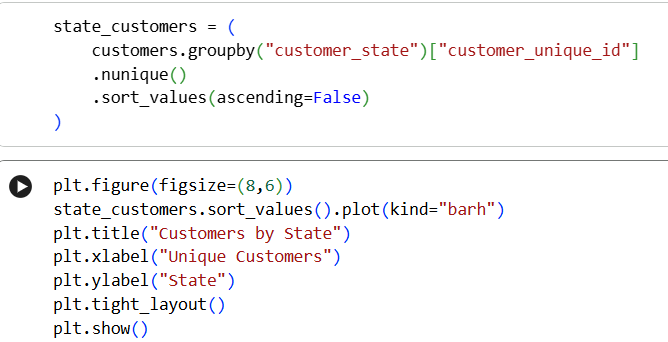 state_customers = (
    customers.groupby("customer_state")["customer_unique_id"]
    .nunique()
    .sort_values(ascending=False)
)
plt.figure(figsize=(8,6))
state_customers.sort_values().plot(kind="barh")
plt.title("Customers by State")
plt.xlabel("Unique Customers")
plt.ylabel("State")
plt.tight_layout()
plt.show()